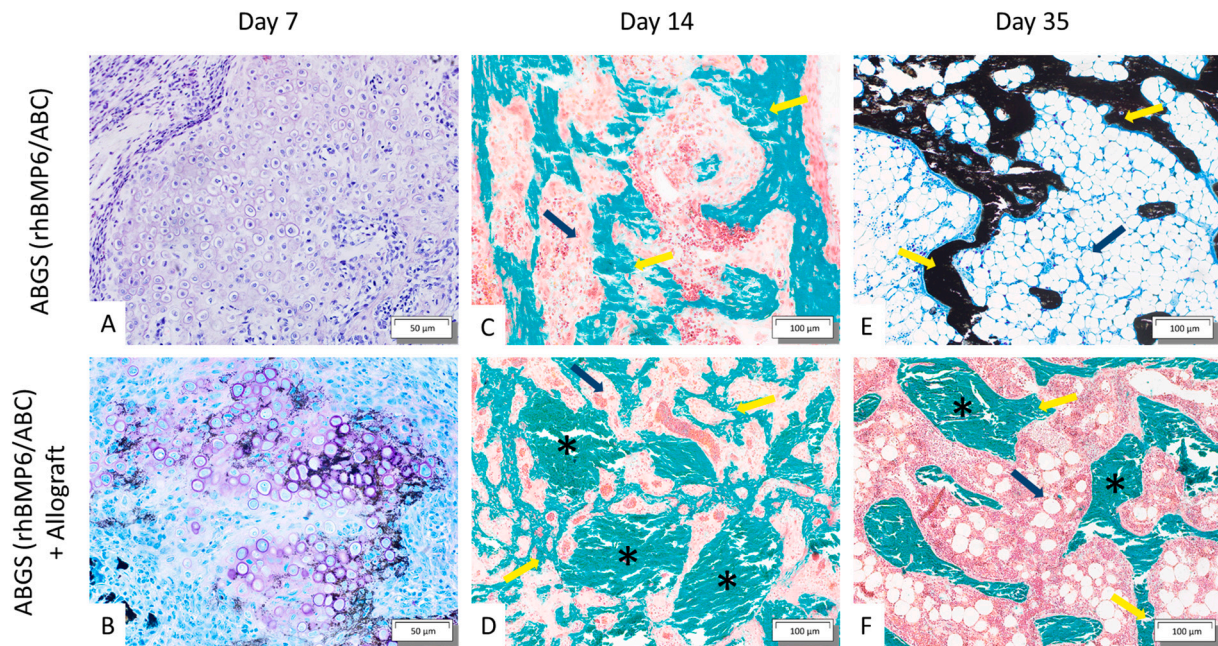 Day 7
Day 14
Day 35
ABGS (rhBMP6/ABC)
A
50 µm
C
100 µm
E
100 µm
ABGS (rhBMP6/ABC)
+ Allograft
B
50 µm
*
*
*
D
100 µm
*
*
F
100 µm